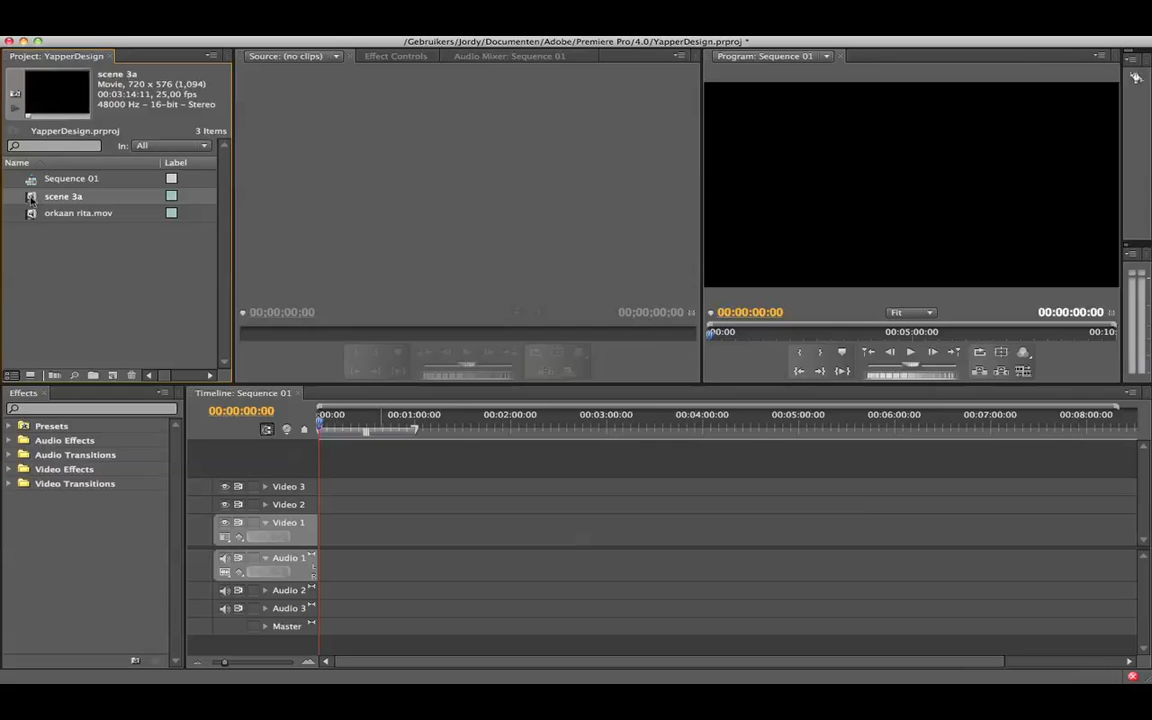 /Gebruikers/Jordy/Documenten/Adobe/Premiere Pro/4.0/YapperDesign.prproj *
Project: YapperDesign
Source: (no clips)
Effect Controls
Audio Mixer: Sequence 01
Program: Sequence 01
scene 3a
Movie, 720 x 576 (1,094)
00:03:14:11, 25,00 fps
48000 Hz - 16-bit - Stereo
YapperDesign.prproj
3 Items
In: All
Name
Label
Sequence 01
scene 3a
orkaan rita.mov
00;00;00;00
00;00;00;00
00:00:00:00
Fit
00:00:00:00
00:00
00:05:00:00
00:10:
Effects
Presets
Audio Effects
Audio Transitions
Video Effects
Video Transitions
Timeline: Sequence 01
00:00:00:00
00:00
00:01:00:00
00:02:00:00
00:03:00:00
00:04:00:00
00:05:00:00
00:06:00:00
00:07:00:00
00:08:00:00
Video 3
Video 2
Video 1
Audio 1
Audio 2
Audio 3
Master